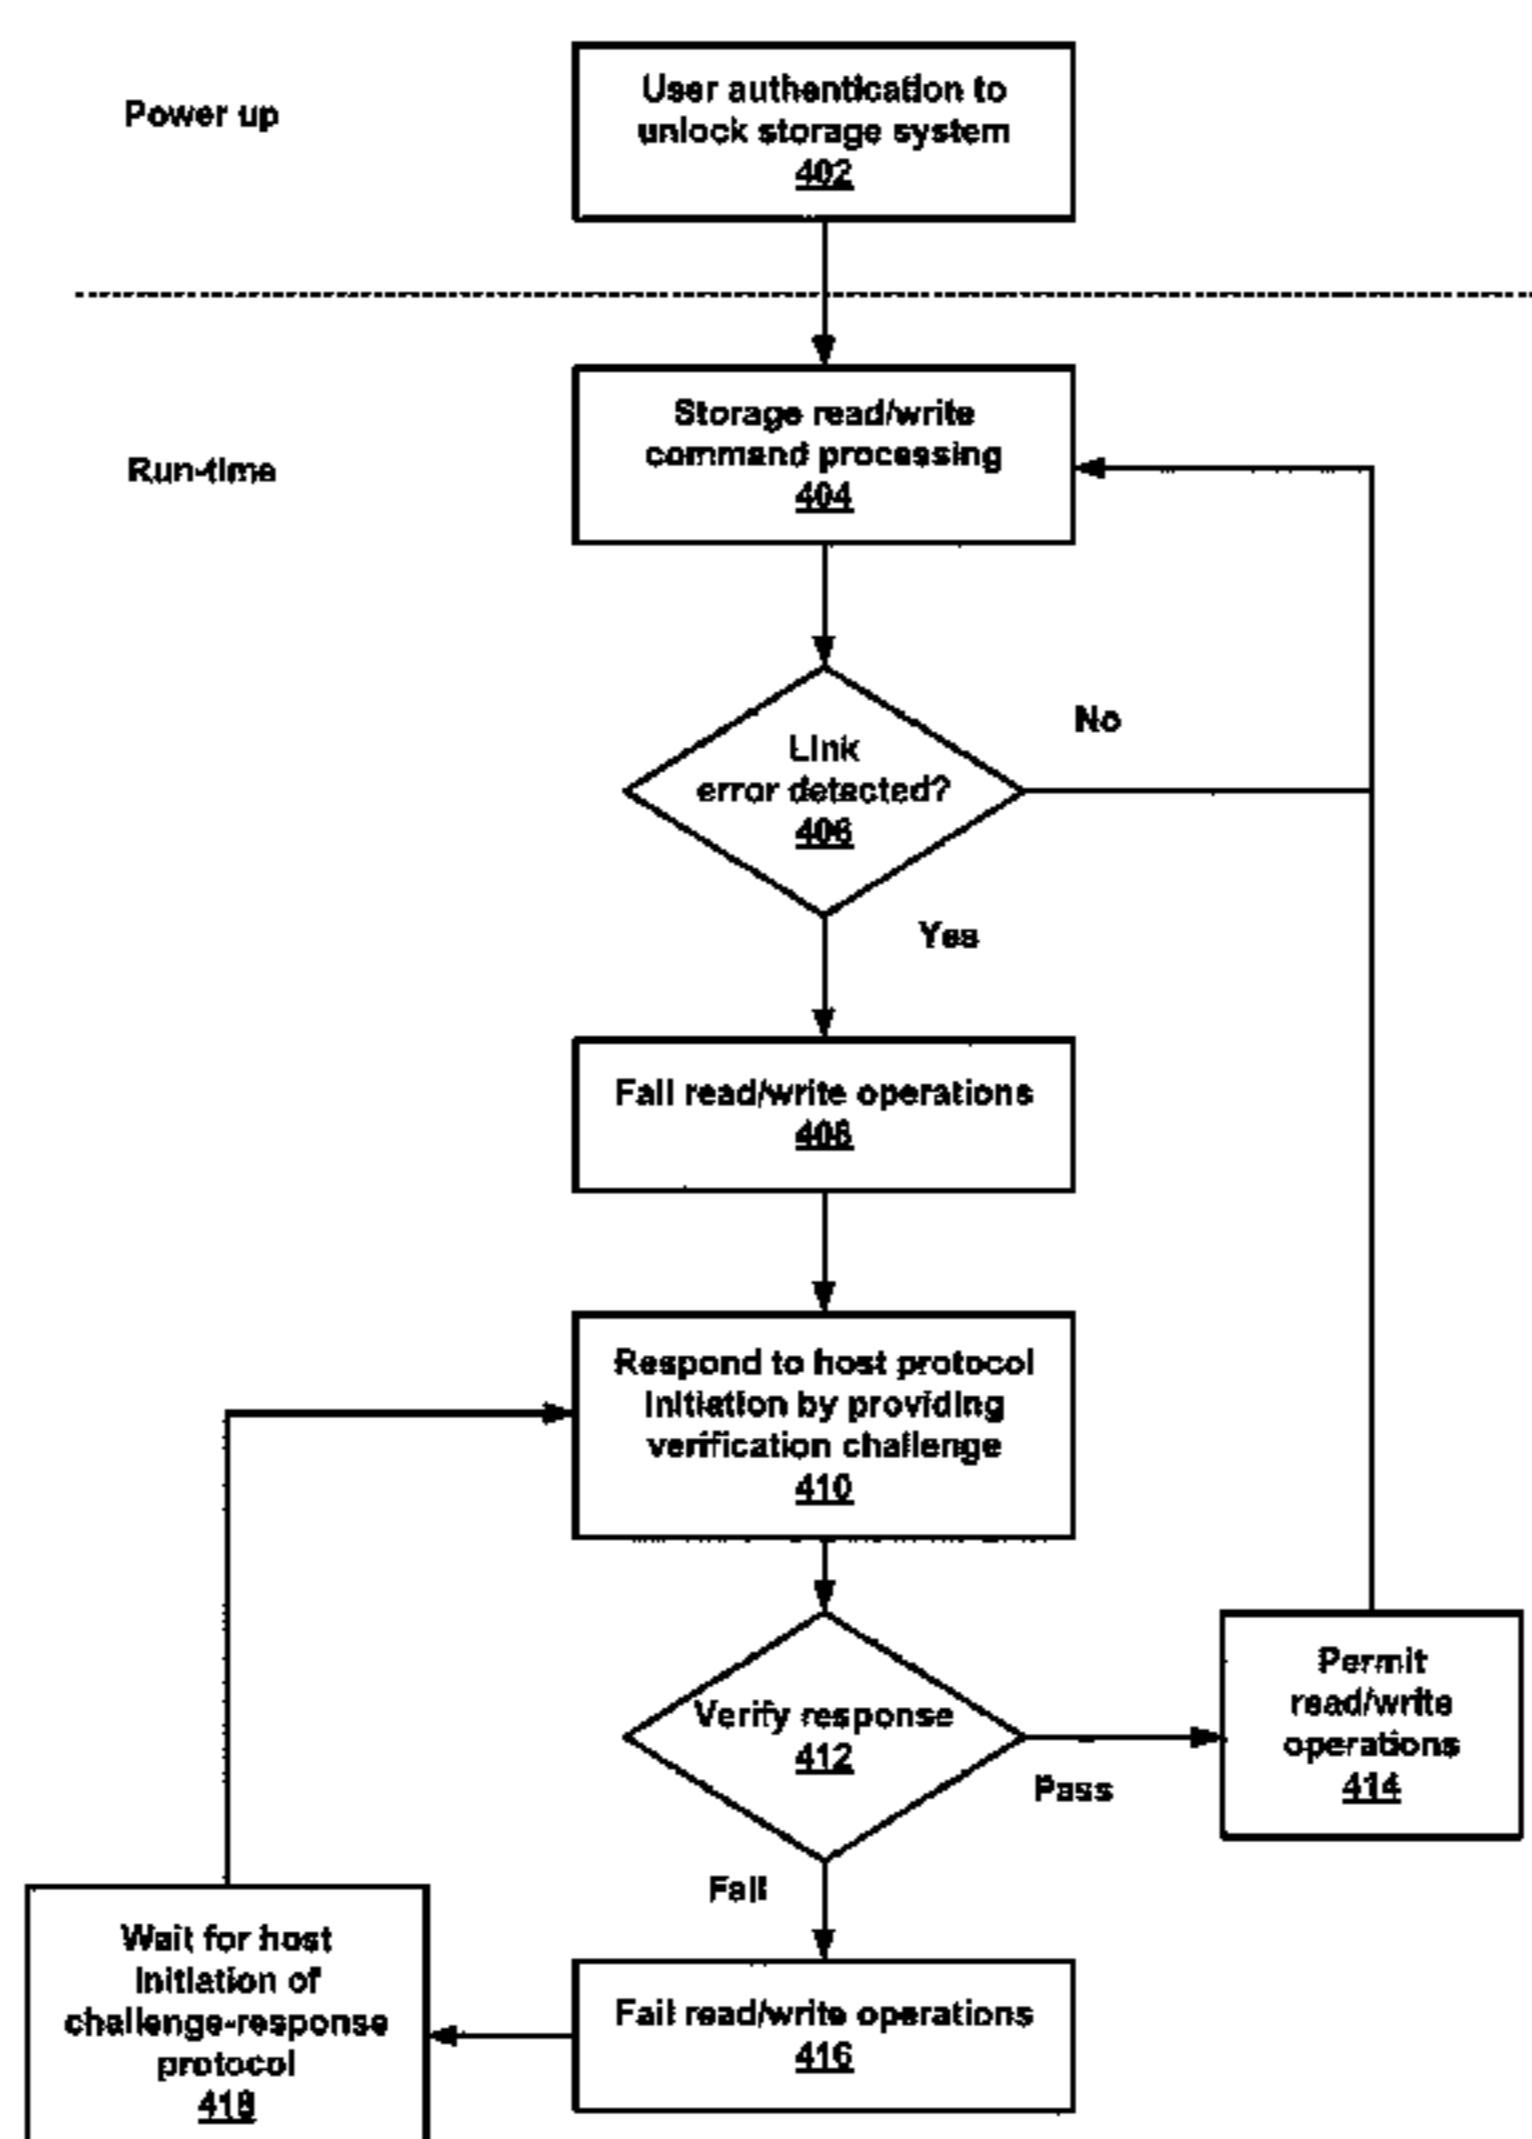 Power up
User authentication to
unlock storage system
402
Run-time
Storage read/write
command processing
404
Link
error detected?
406
No
Yes
Fail read/write operations
408
Respond to host protocol
initiation by providing
verification challenge
410
Verify response
412
Pass
Permit
read/write
operations
414
Fail
Wait for host
initiation of
challenge-response
protocol
418
Fail read/write operations
416